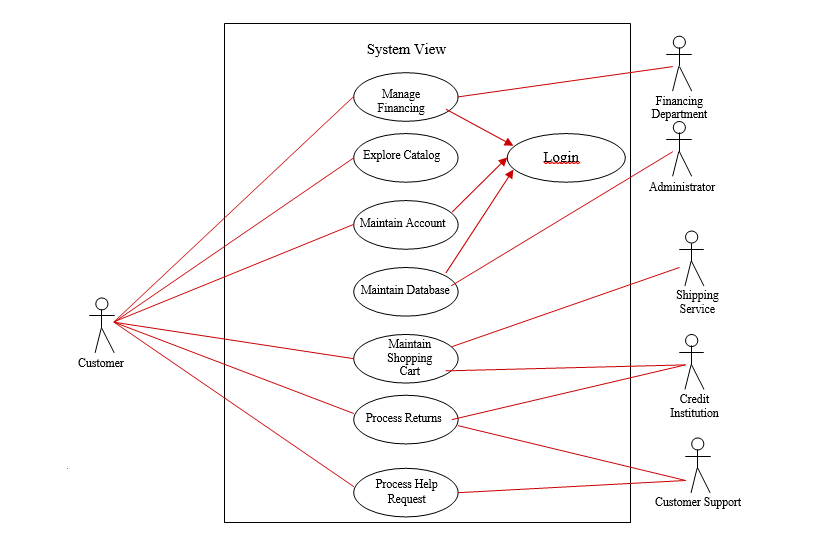 System View
Manage
Financing
Explore Catalog
Login
Maintain Account
Maintain Database
Maintain
Shopping
Cart
Process Returns
Process Help
Request
Customer
Financing
Department
Administrator
Shipping
Service
Credit
Institution
Customer Support